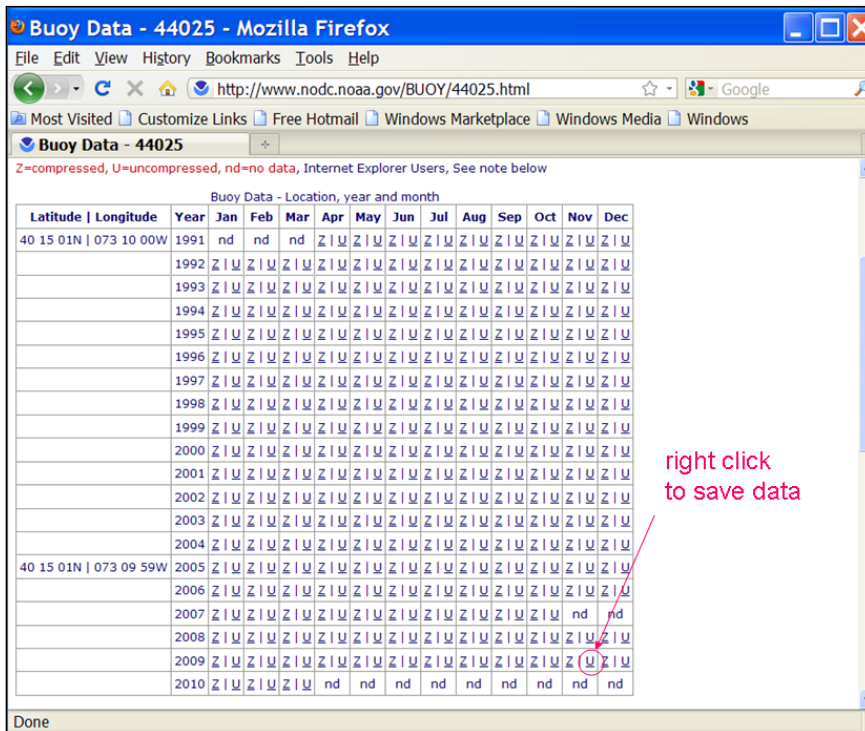 Buoy Data - 44025 - Mozilla Firefox
File Edit View History Bookmarks Tools Help
http://www.nodc.noaa.gov/BUOY/44025.html Google
Most Visited Customize Links Free Hotmail Windows Marketplace Windows Media Windows
Buoy Data - 44025
Z=compressed, U=uncompressed, nd=no data, Internet Explorer Users, See note below
Buoy Data - Location, year and month
Latitude | Longitude Year Jan Feb Mar Apr May Jun Jul Aug Sep Oct Nov Dec
40 15 01N | 073 10 00W 1991 nd nd nd Z | U Z | U Z | U Z | U Z | U Z | U Z | U Z | U Z | U
1992 Z | U Z | U Z | U Z | U Z | U Z | U Z | U Z | U Z | U Z | U Z | U Z | U
1993 Z | U Z | U Z | U Z | U Z | U Z | U Z | U Z | U Z | U Z | U Z | U Z | U
1994 Z | U Z | U Z | U Z | U Z | U Z | U Z | U Z | U Z | U Z | U Z | U Z | U
1995 Z | U Z | U Z | U Z | U Z | U Z | U Z | U Z | U Z | U Z | U Z | U Z | U
1996 Z | U Z | U Z | U Z | U Z | U Z | U Z | U Z | U Z | U Z | U Z | U Z | U
1997 Z | U Z | U Z | U Z | U Z | U Z | U Z | U Z | U Z | U Z | U Z | U Z | U
1998 Z | U Z | U Z | U Z | U Z | U Z | U Z | U Z | U Z | U Z | U Z | U Z | U
1999 Z | U Z | U Z | U Z | U Z | U Z | U Z | U Z | U Z | U Z | U Z | U Z | U
2000 Z | U Z | U Z | U Z | U Z | U Z | U Z | U Z | U Z | U Z | U Z | U Z | U
2001 Z | U Z | U Z | U Z | U Z | U Z | U Z | U Z | U Z | U Z | U Z | U Z | U
2002 Z | U Z | U Z | U Z | U Z | U Z | U Z | U Z | U Z | U Z | U Z | U Z | U
2003 Z | U Z | U Z | U Z | U Z | U Z | U Z | U Z | U Z | U Z | U Z | U Z | U
2004 Z | U Z | U Z | U Z | U Z | U Z | U Z | U Z | U Z | U Z | U Z | U Z | U
40 15 01N | 073 09 59W 2005 Z | U Z | U Z | U Z | U Z | U Z | U Z | U Z | U Z | U Z | U Z | U Z | U
2006 Z | U Z | U Z | U Z | U Z | U Z | U Z | U Z | U Z | U Z | U Z | U Z | U
2007 Z | U Z | U Z | U Z | U Z | U Z | U Z | U Z | U Z | U Z | U nd nd
2008 Z | U Z | U Z | U Z | U Z | U Z | U Z | U Z | U Z | U Z | U Z | U Z | U
2009 Z | U Z | U Z | U Z | U Z | U Z | U Z | U Z | U Z | U Z | U Z | U Z | U
2010 Z | U Z | U Z | U nd nd nd nd nd nd nd nd nd
right click
to save data
Done